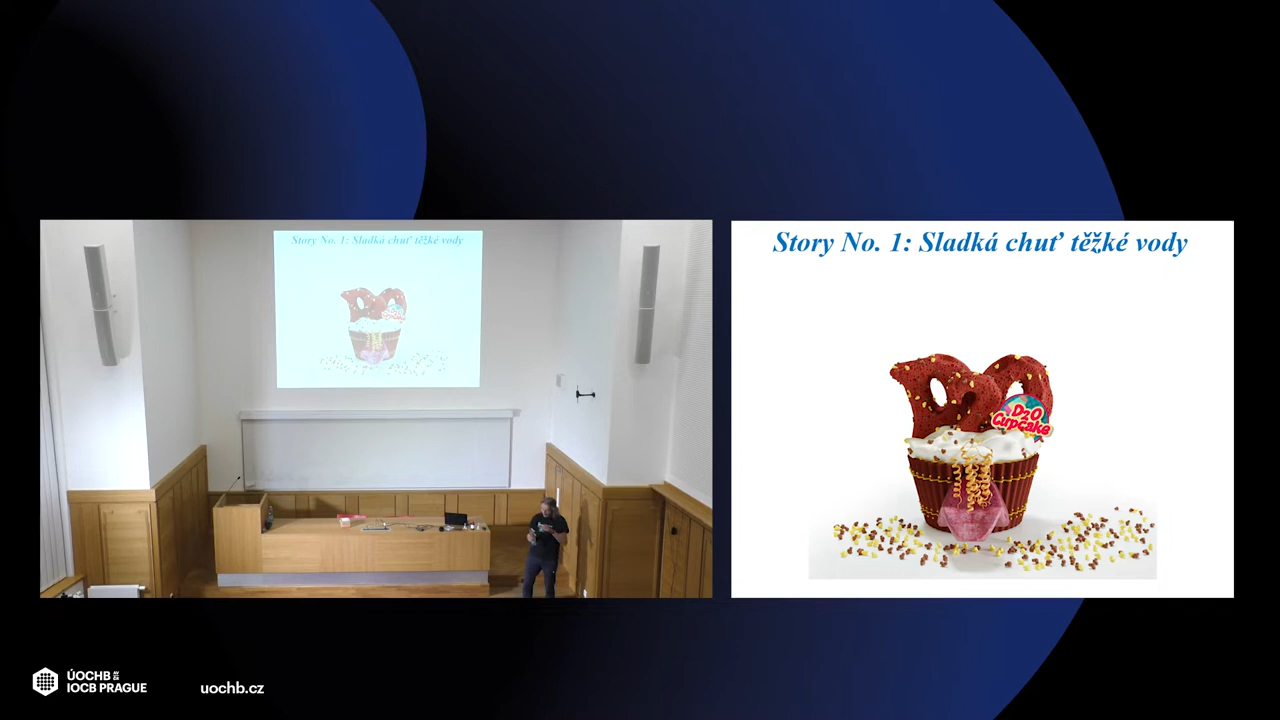 Story No. 1: Sladká chuť těžké vody
Story No. 1: Sladká chuť těžké vody
D2O
Cupcake
ÚOCHB
IOCB PRAGUE
uochb.cz